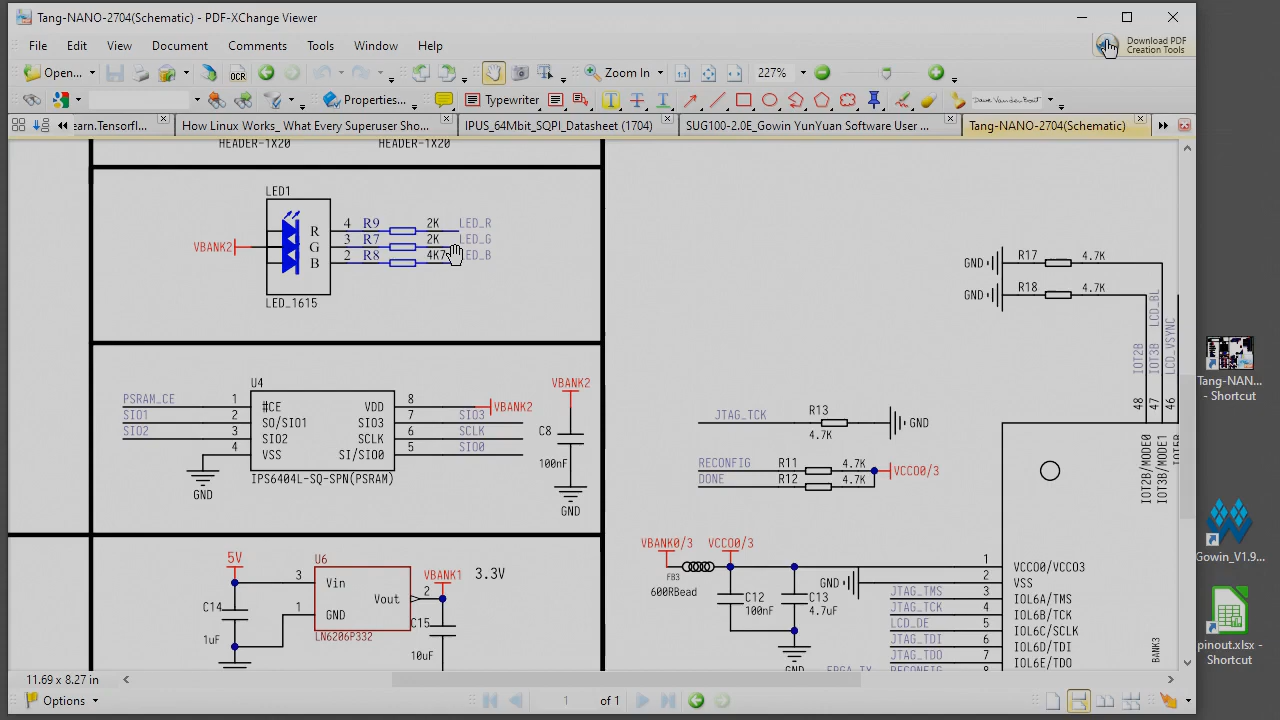 Tang-NANO-2704(Schematic) - PDF-XChange Viewer
File Edit View Document Comments Tools Window Help
Download PDF
Creation Tools
Open... OCR Zoom In 227%
Properties... T T T Typewriter
earn.Tensorfl... How Linux Works_ What Every Superuser Sho... IPUS_64Mbit_SQPI_Datasheet (1704) SUG100-2.0E_Gowin YunYuan Software User ... Tang-NANO-2704(Schematic)
HEADER-1X20 HEADER-1X20
LED1
VBANK2
R 4 R9 2K LED_R
G 3 R7 2K LED_G
B 2 R8 4K7 ED_B
LED_1615
GND R17 4.7K
GND R18 4.7K
IOT2B IOT3B LCD_BL LCD_VSYNC
48 47 46
IOT2B/MODE0
IOT3B/MODE1
U4
VBANK2
PSRAM_CE 1 #CE VDD 8 VBANK2
SIO1 2 SO/SIO1 SIO3 7 SIO3
SIO2 3 SIO2 SCLK 6 SCLK
4 VSS SI/SIO0 5 SIO0
GND
IPS6404L-SQ-SPN(PSRAM)
C8
100nF
GND
JTAG_TCK R13 4.7K GND
RECONFIG R11 4.7K
DONE R12 4.7K
VCCO0/3
5V U6
3 Vin
Vout 2 VBANK1 3.3V
1 GND
LN6206P332
C14
1uF
C15
10uF
VBANK0/3 VCCO0/3
FB3
600RBead
C12
100nF
C13
4.7uF
GND
GND
1 VCCO0/VCCO3
2 VSS
JTAG_TMS 3 IOL6A/TMS
JTAG_TCK 4 IOL6B/TCK
LCD_DE 5 IOL6C/SCLK
JTAG_TDI 6 IOL6D/TDI
JTAG_TDO 7 IOL6E/TDO
FPGA_TX
RECONFIG 8
BANK3
11.69 x 8.27 in
Options 1 of 1
Tang-NAN...
- Shortcut
Gowin_V1.9...
pinout.xlsx -
Shortcut